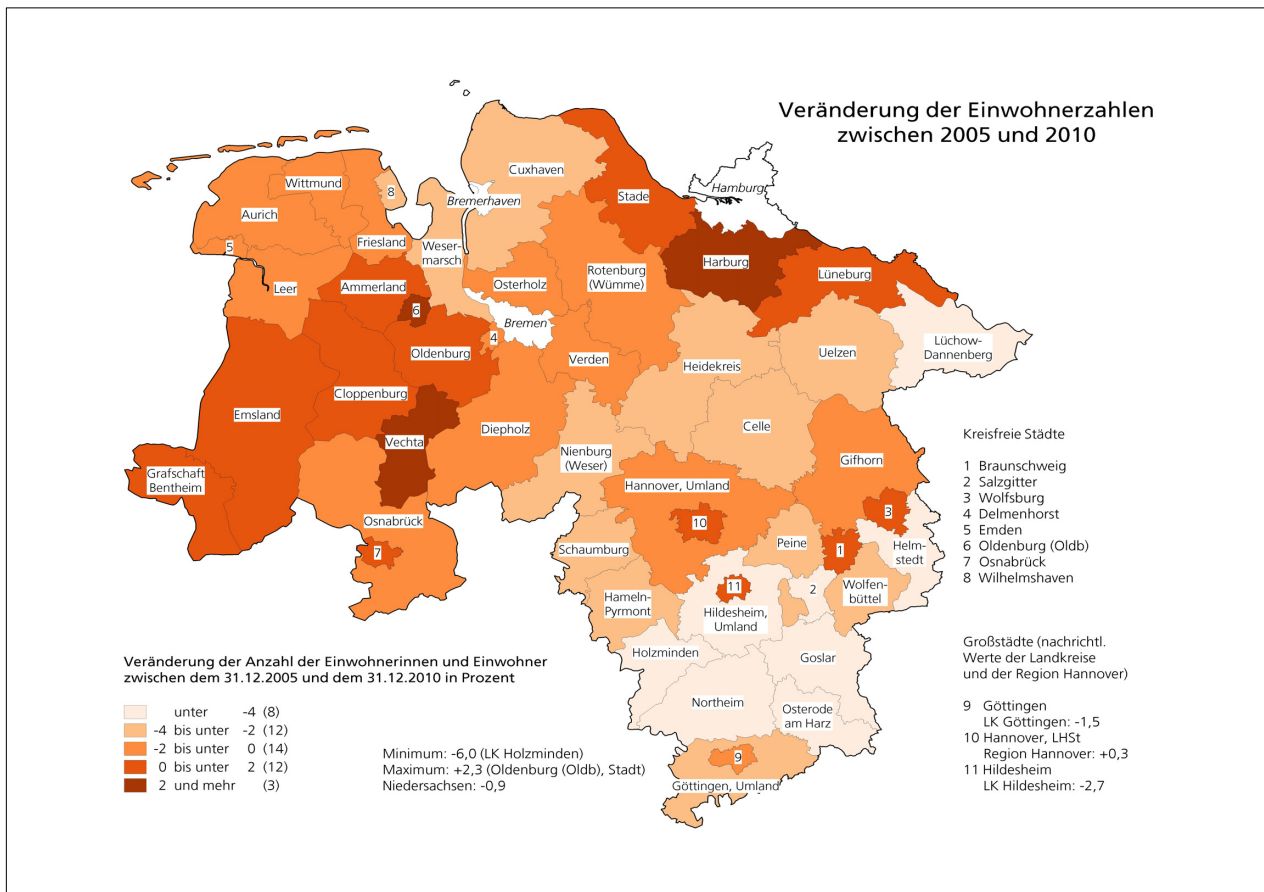 Veränderung der Einwohnerzahlen
zwischen 2005 und 2010
Cuxhaven
Wittmund
Hamburg
8
Stade
Bremerhaven
Aurich
Friesland
5
Weser-
marsch
Harburg
Rotenburg
(Wümme)
Lüneburg
Leer
Ammerland
Osterholz
6
Bremen
4
Lüchow-
Dannenberg
Oldenburg
Uelzen
Verden
Heidekreis
Cloppenburg
Emsland
Celle
Diepholz
Vechta
Nienburg
(Weser)
Gifhorn
Grafschaft
Bentheim
Hannover, Umland
3
Osnabrück
10
7
Schaumburg
Peine
1
Helm-
stedt
11
2
Wolfen-
büttel
Hameln-
Pyrmont
Hildesheim,
Umland
Holzminden
Goslar
Northeim
Osterode
am Harz
9
Göttingen, Umland
Kreisfreie Städte
1 Braunschweig
2 Salzgitter
3 Wolfsburg
4 Delmenhorst
5 Emden
6 Oldenburg (Oldb)
7 Osnabrück
8 Wilhelmshaven
Großstädte (nachrichtl.
Werte der Landkreise
und der Region Hannover)
9 Göttingen
LK Göttingen: -1,5
10 Hannover, LHSt
Region Hannover: +0,3
11 Hildesheim
LK Hildesheim: -2,7
Veränderung der Anzahl der Einwohnerinnen und Einwohner
zwischen dem 31.12.2005 und dem 31.12.2010 in Prozent
unter -4 (8)
-4 bis unter -2 (12)
-2 bis unter 0 (14)
0 bis unter 2 (12)
2 und mehr (3)
Minimum: -6,0 (LK Holzminden)
Maximum: +2,3 (Oldenburg (Oldb), Stadt)
Niedersachsen: -0,9